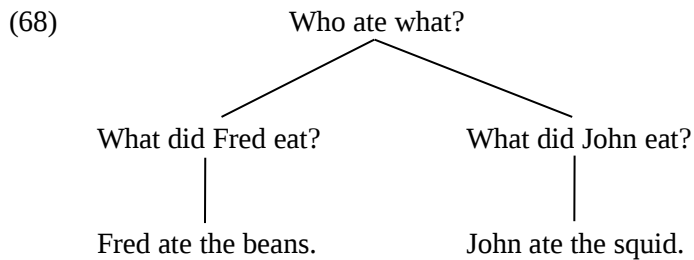 (68) Who ate what?
What did Fred eat? What did John eat?
Fred ate the beans. John ate the squid.